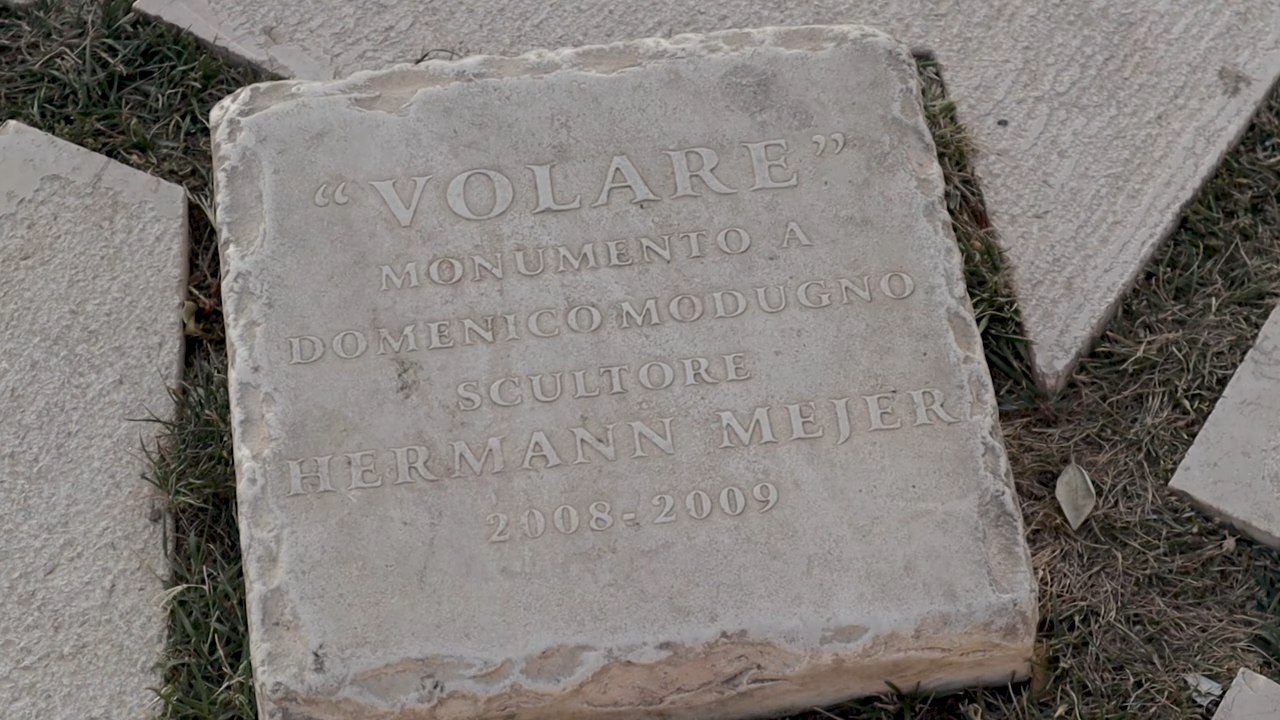 “VOLARE”
MONUMENTO A
DOMENICO MODUGNO
SCULTORE
HERMANN MEJER
2008-2009